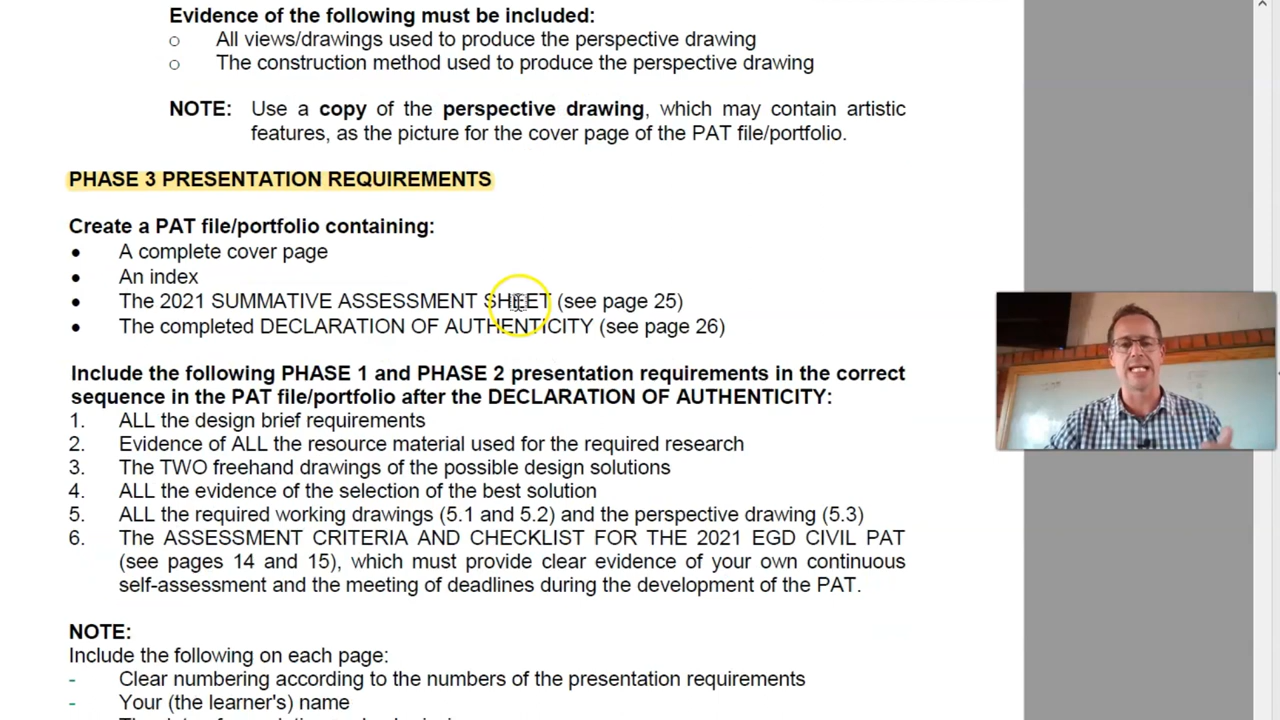 Evidence of the following must be included:
o All views/drawings used to produce the perspective drawing
o The construction method used to produce the perspective drawing
NOTE: Use a copy of the perspective drawing, which may contain artistic
features, as the picture for the cover page of the PAT file/portfolio.
PHASE 3 PRESENTATION REQUIREMENTS
Create a PAT file/portfolio containing:
• A complete cover page
• An index
• The 2021 SUMMATIVE ASSESSMENT SHEET (see page 25)
• The completed DECLARATION OF AUTHENTICITY (see page 26)
Include the following PHASE 1 and PHASE 2 presentation requirements in the correct
sequence in the PAT file/portfolio after the DECLARATION OF AUTHENTICITY:
1. ALL the design brief requirements
2. Evidence of ALL the resource material used for the required research
3. The TWO freehand drawings of the possible design solutions
4. ALL the evidence of the selection of the best solution
5. ALL the required working drawings (5.1 and 5.2) and the perspective drawing (5.3)
6. The ASSESSMENT CRITERIA AND CHECKLIST FOR THE 2021 EGD CIVIL PAT
(see pages 14 and 15), which must provide clear evidence of your own continuous
self-assessment and the meeting of deadlines during the development of the PAT.
NOTE:
Include the following on each page:
- Clear numbering according to the numbers of the presentation requirements
- Your (the learner's) name